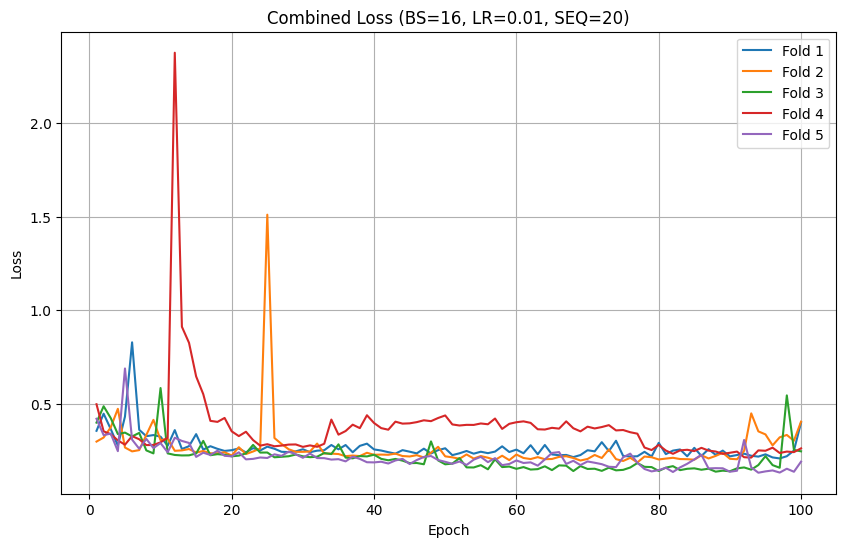 Combined Loss (BS=16, LR=0.01, SEQ=20)
Fold 1
Fold 2
Fold 3
Fold 4
Fold 5
Loss
2.0
1.5
1.0
0.5
0 20 40 60 80 100
Epoch